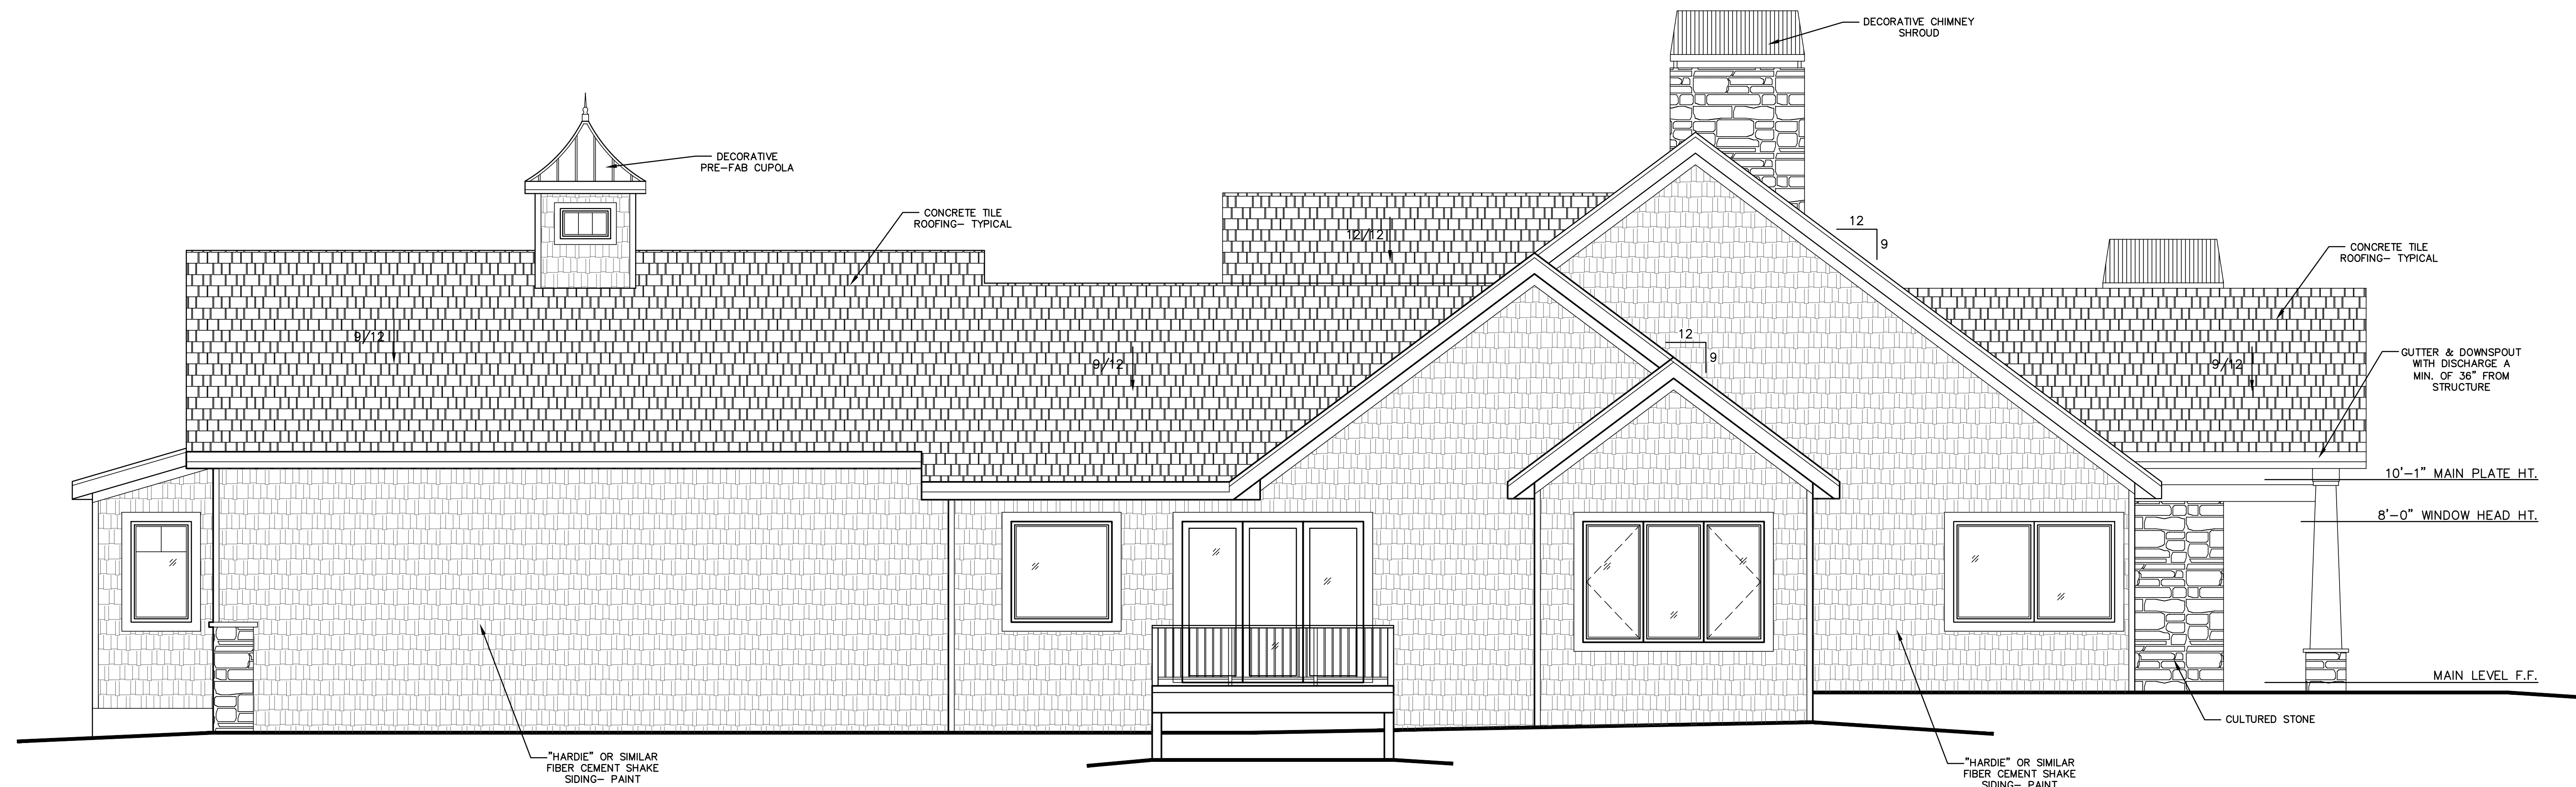 DECORATIVE CHIMNEY
SHROUD
DECORATIVE
PRE-FAB CUPOLA
CONCRETE TILE
ROOFING- TYPICAL
12/12
12
9
CONCRETE TILE
ROOFING- TYPICAL
9/12
9/12
12
9
9/12
GUTTER & DOWNSPOUT
WITH DISCHARGE A
MIN. OF 36" FROM
STRUCTURE
10'-1" MAIN PLATE HT.
8'-0" WINDOW HEAD HT.
MAIN LEVEL F.F.
CULTURED STONE
"HARDIE" OR SIMILAR
FIBER CEMENT SHAKE
SIDING- PAINT
"HARDIE" OR SIMILAR
FIBER CEMENT SHAKE
SIDING- PAINT